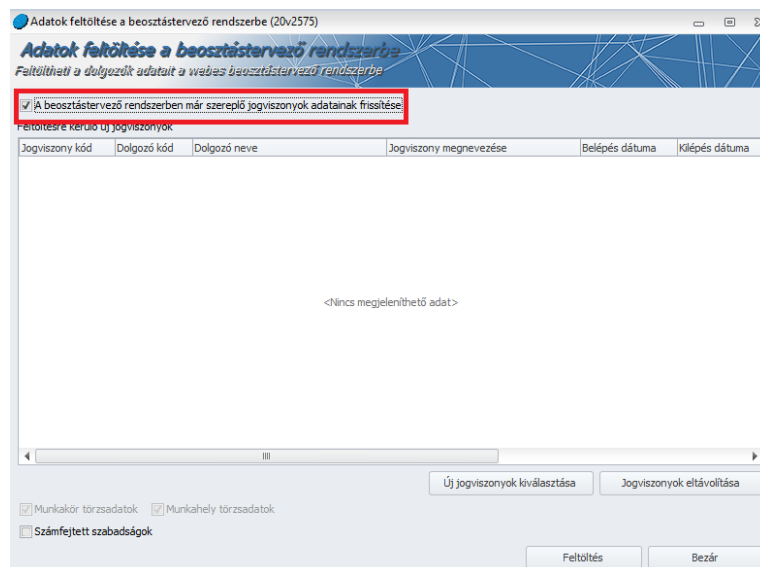 Adatok feltöltése a beosztástervező rendszerbe (20v2575)
Adatok feltöltése a beosztástervező rendszerbe
Feltöltheti a dolgozók adatait a webes beosztástervező rendszerbe
A beosztástervező rendszerben már szereplő jogviszonyok adatainak frissítése
Feltöltésre kerülő új jogviszonyok
Jogviszony kód Dolgozó kód Dolgozó neve Jogviszony megnevezése Belépés dátuma Kilépés dátuma
<Nincs megjeleníthető adat>
Új jogviszonyok kiválasztása Jogviszonyok eltávolítása
Munkakör törzsadatok Munkahely törzsadatok
Számfejtett szabadságok
Feltöltés Bezár